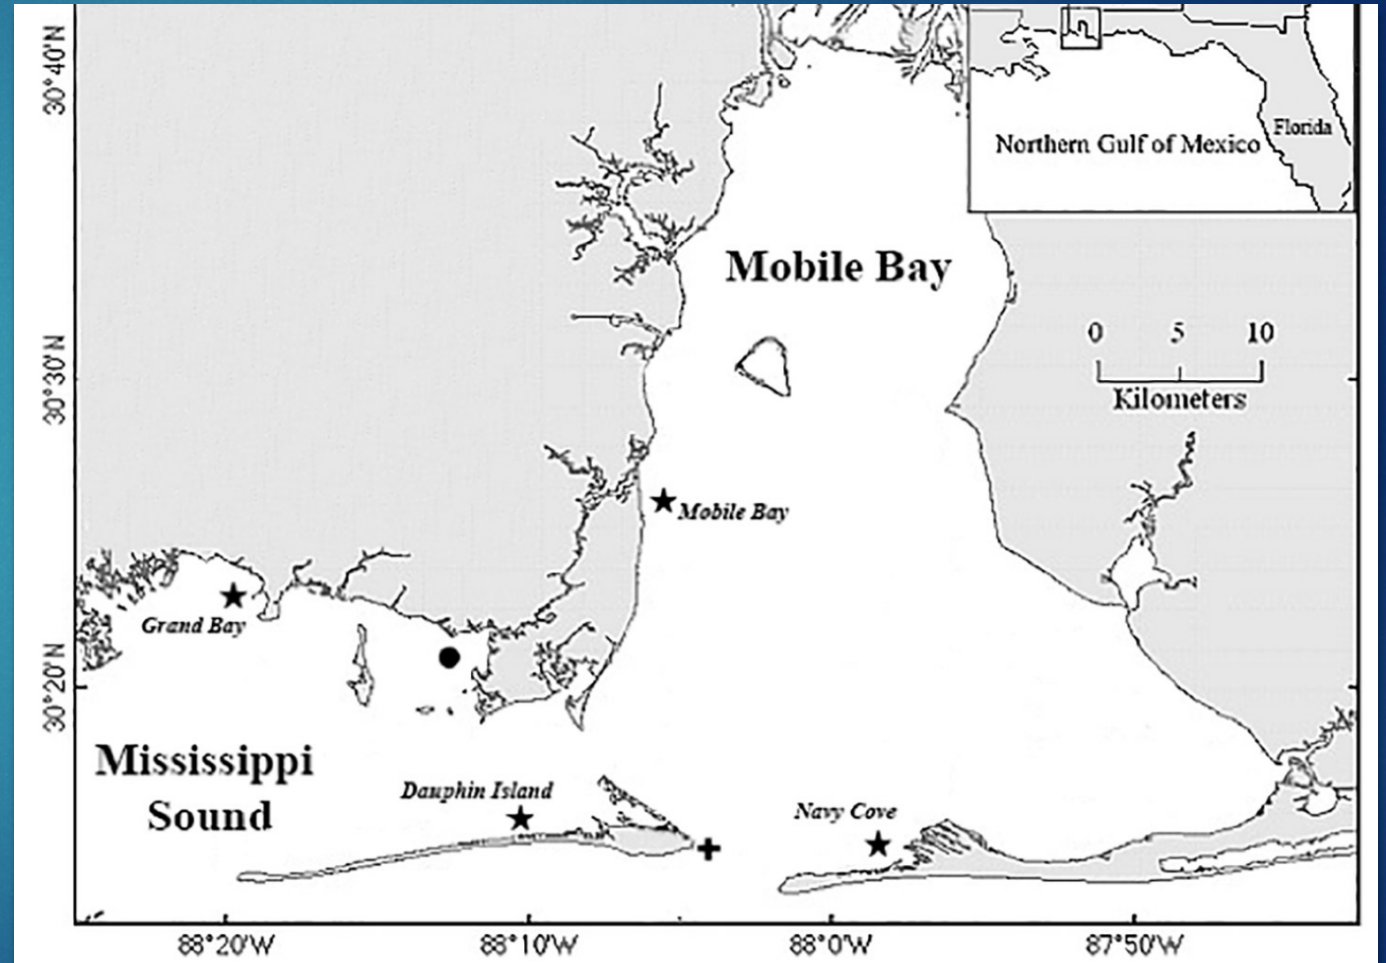 30°40'N
Northern Gulf of Mexico
Florida
Mobile Bay
0 5 10
Kilometers
30°30'N
Mobile Bay
Grand Bay
30°20'N
Mississippi
Sound
Dauphin Island
Navy Cove
88°20'W 88°10'W 88°0'W 87°50'W